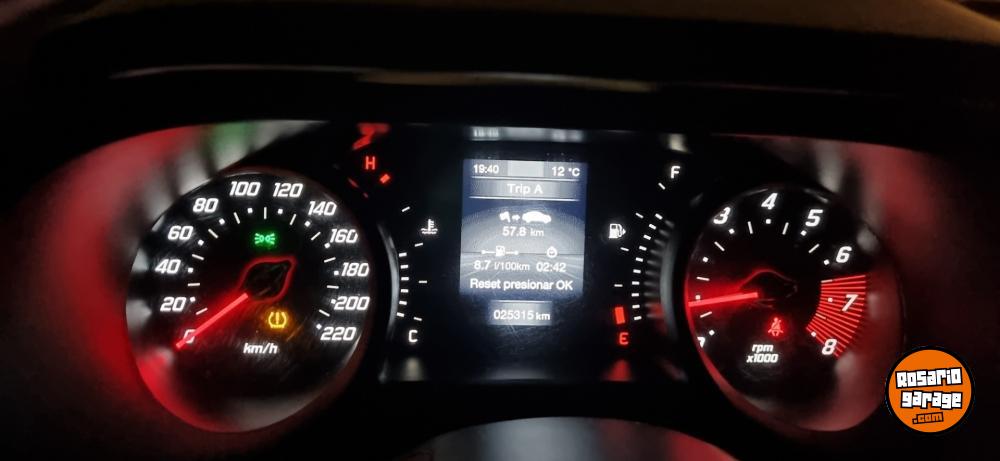 0
20
40
60
80
100
120
140
160
180
200
220
km/h
H
C
19:40 12 °C
Trip A
57.8 km
8.7 l/100km 02:42
Reset presionar OK
025315 km
F
E
3
4
5
6
7
8
rpm
x1000
Rosario
garage
.com